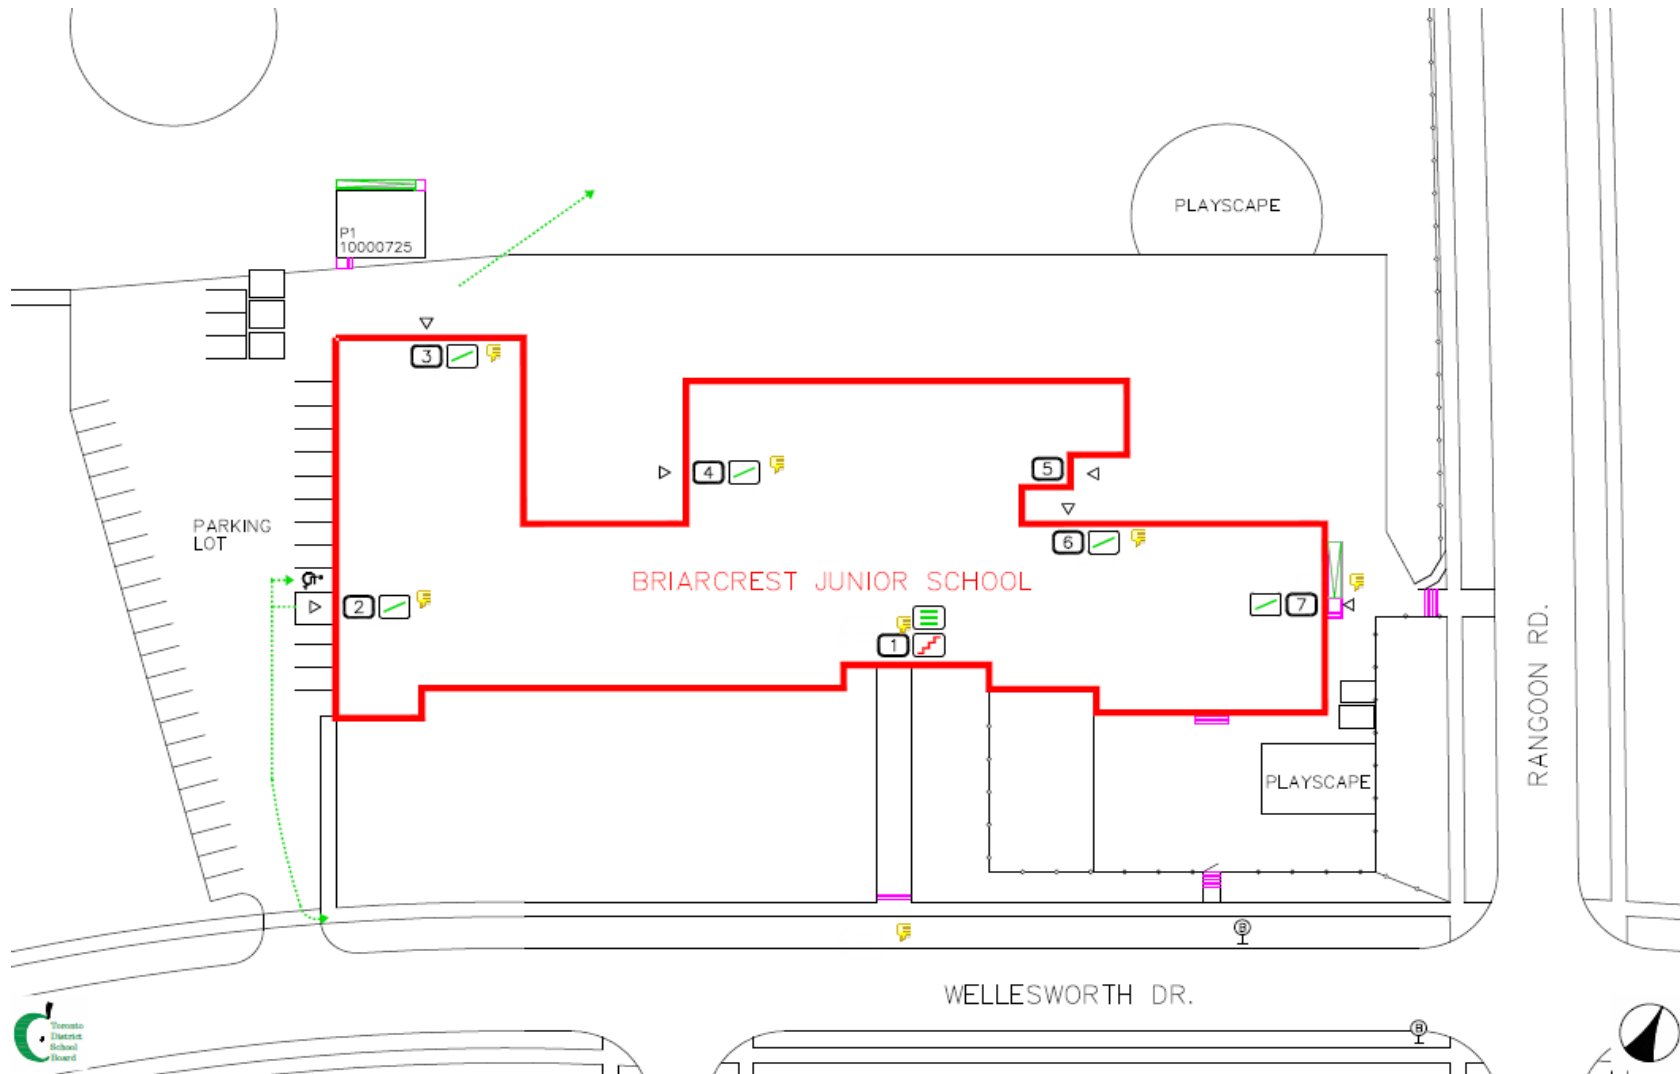 PLAYSCAPE
P1
10000725
3
4
5
6
PARKING
LOT
BRIARCREST JUNIOR SCHOOL
2
7
1
RANGOON RD.
PLAYSCAPE
B
WELLESWORTH DR.
Toronto
District
School
Board
B